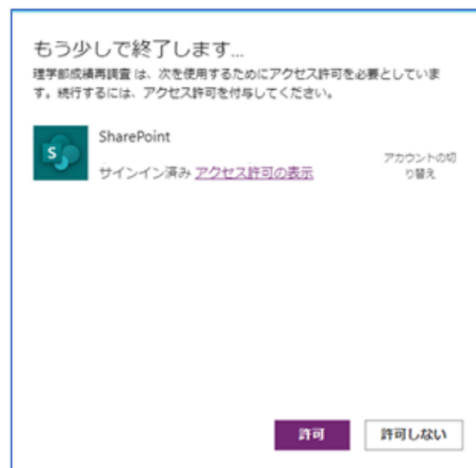 もう少しで終了します...
理学部成績再調査 は、次を使用するためにアクセス許可を必要としていま
す。続行するには、アクセス許可を付与してください。
S
SharePoint
サインイン済み アクセス許可の表示
アカウントの切
り替え
許可
許可しない